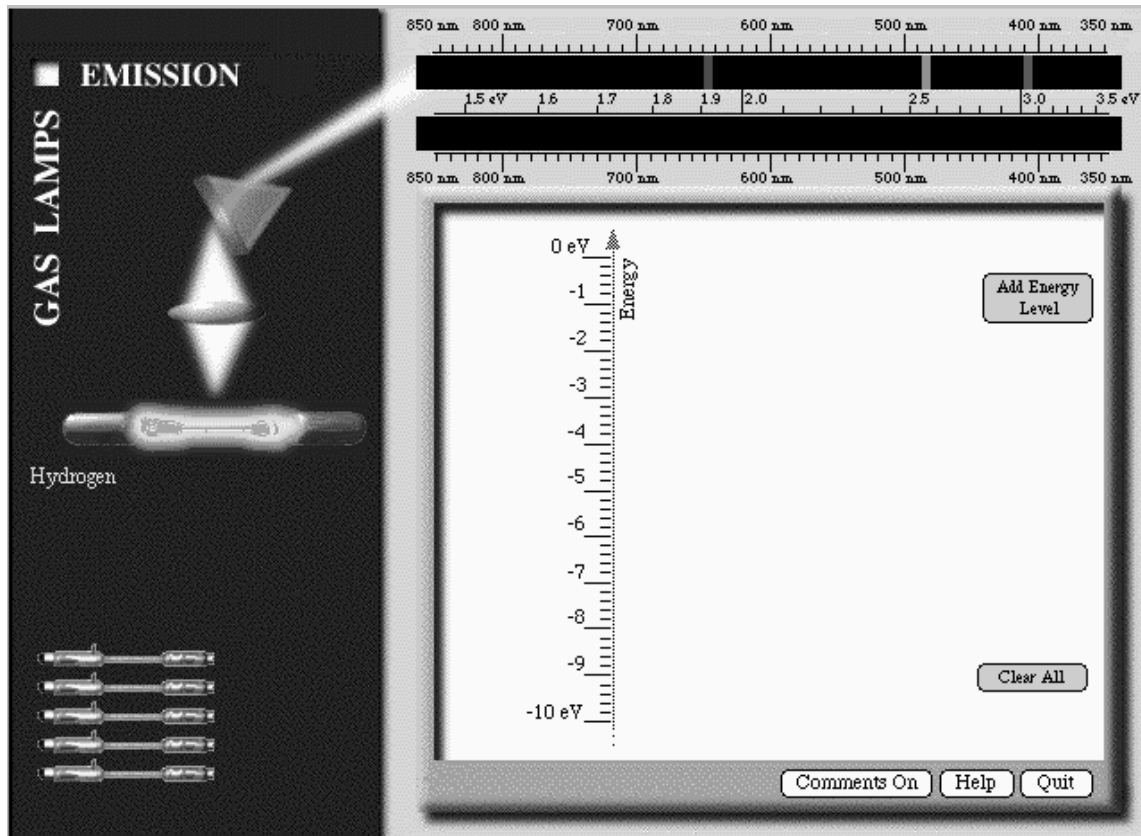 850 nm 800 nm 700 nm 600 nm 500 nm 400 nm 350 nm
EMISSION
1.5 eV 1.6 1.7 1.8 1.9 2.0 2.5 3.0 3.5 eV
850 nm 800 nm 700 nm 600 nm 500 nm 400 nm 350 nm
GAS LAMPS
0 eV
Energy
-1
-2
-3
-4
-5
-6
-7
-8
-9
-10 eV
Add Energy
Level
Hydrogen
Clear All
Comments On Help Quit